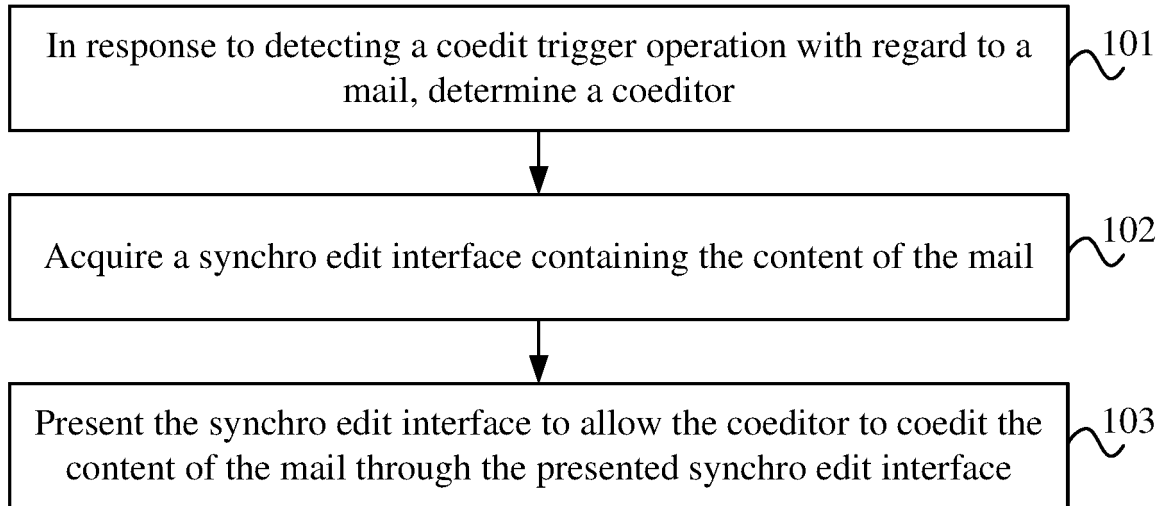 In response to detecting a coedit trigger operation with regard to a
mail, determine a coeditor
101
Acquire a synchro edit interface containing the content of the mail
102
Present the synchro edit interface to allow the coeditor to coedit the
content of the mail through the presented synchro edit interface
103